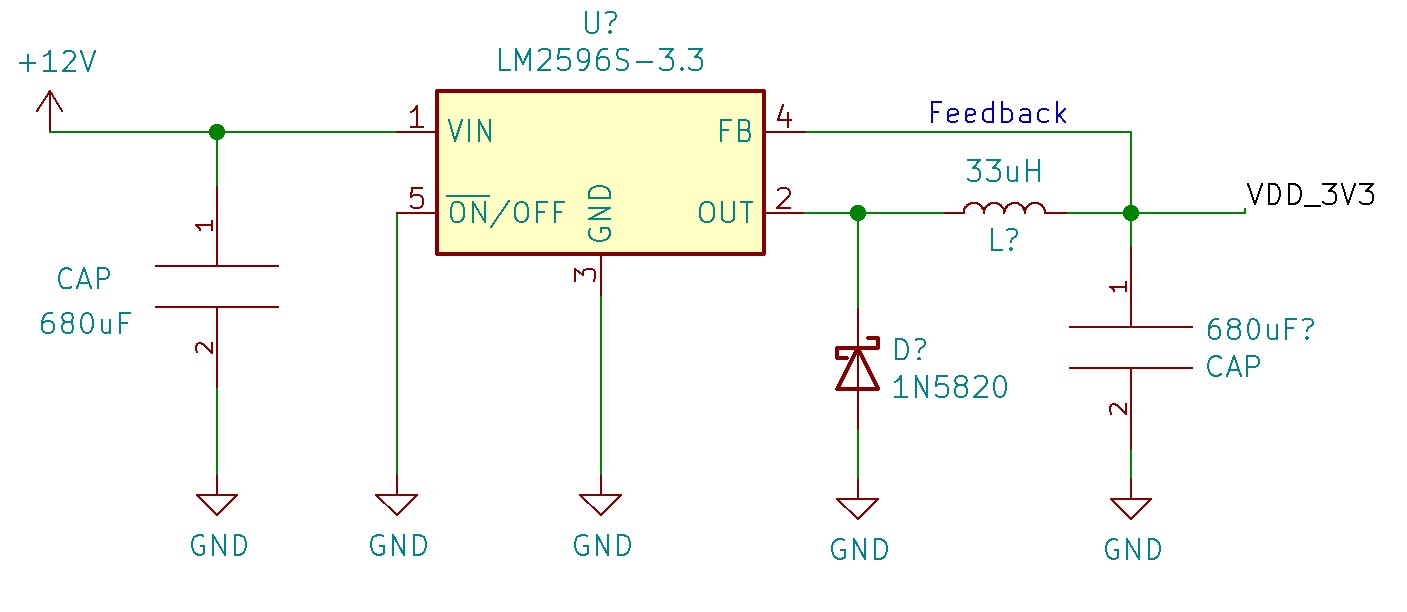 U?
LM2596S-3.3
+12V
1
VIN
FB
4
Feedback
5
ON/OFF
GND
OUT
2
33uH
L?
VDD_3V3
3
1
CAP
680uF
2
D?
1N5820
1
680uF?
CAP
2
GND
GND
GND
GND
GND